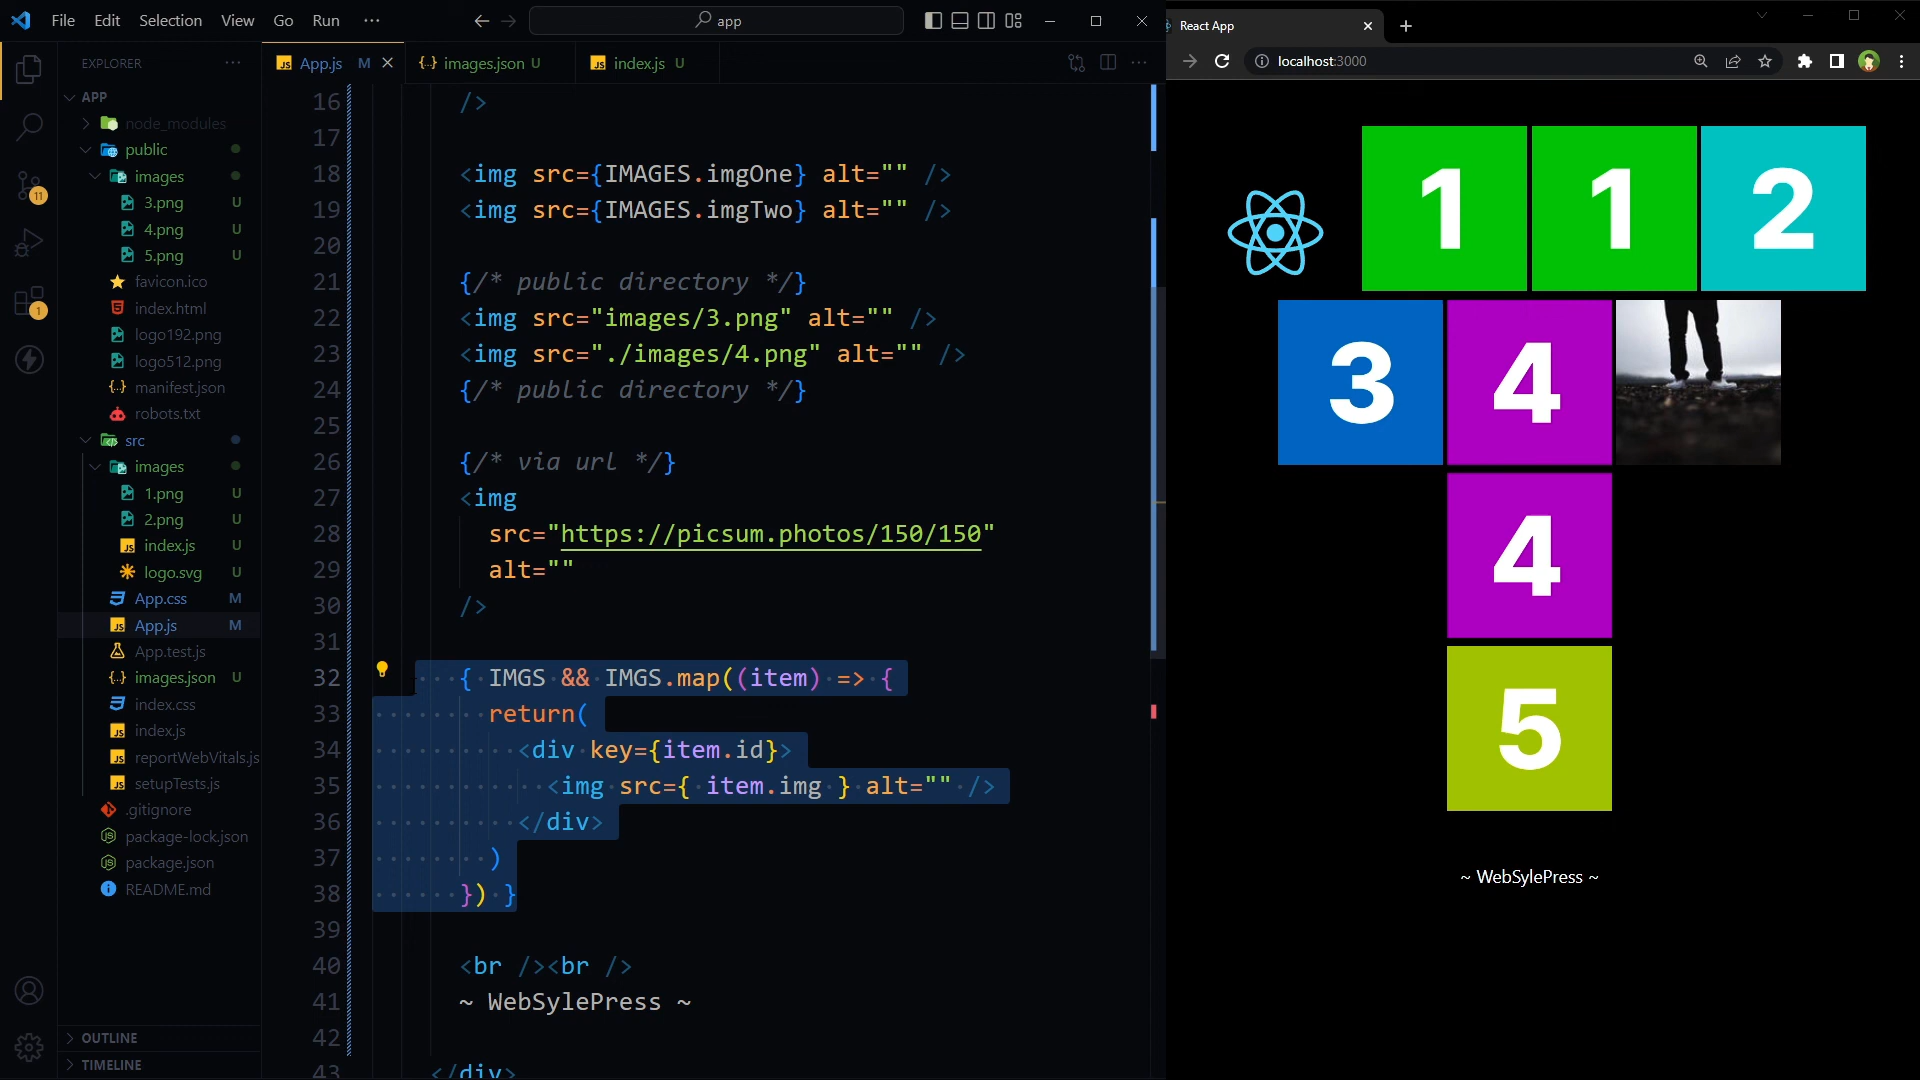 File Edit Selection View Go Run ···
app
EXPLORER
APP
node_modules
public
images
3.png U
4.png U
5.png U
favicon.ico
index.html
logo192.png
logo512.png
manifest.json
robots.txt
src
images
1.png U
2.png U
index.js U
logo.svg U
App.css M
App.js M
App.test.js
images.json U
index.css
index.js
reportWebVitals.js
setupTests.js
.gitignore
package-lock.json
package.json
README.md
OUTLINE
TIMELINE
11
1
App.js M
images.json U
index.js U
16 />
17
18 <img src={IMAGES.imgOne} alt="" />
19 <img src={IMAGES.imgTwo} alt="" />
20
21 {/* public directory */}
22 <img src="images/3.png" alt="" />
23 <img src="./images/4.png" alt="" />
24 {/* public directory */}
25
26 {/* via url */}
27 <img
28 src="https://picsum.photos/150/150"
29 alt=""
30 />
31
32 { IMGS && IMGS.map((item) => {
33 return(
34 <div key={item.id}>
35 <img src={ item.img } alt="" />
36 </div>
37 )
38 }) }
39
40 <br /><br />
41 ~ WebSylePress ~
42
43 </div>
React App
localhost:3000
1 1 2
3 4
4
5
~ WebSylePress ~